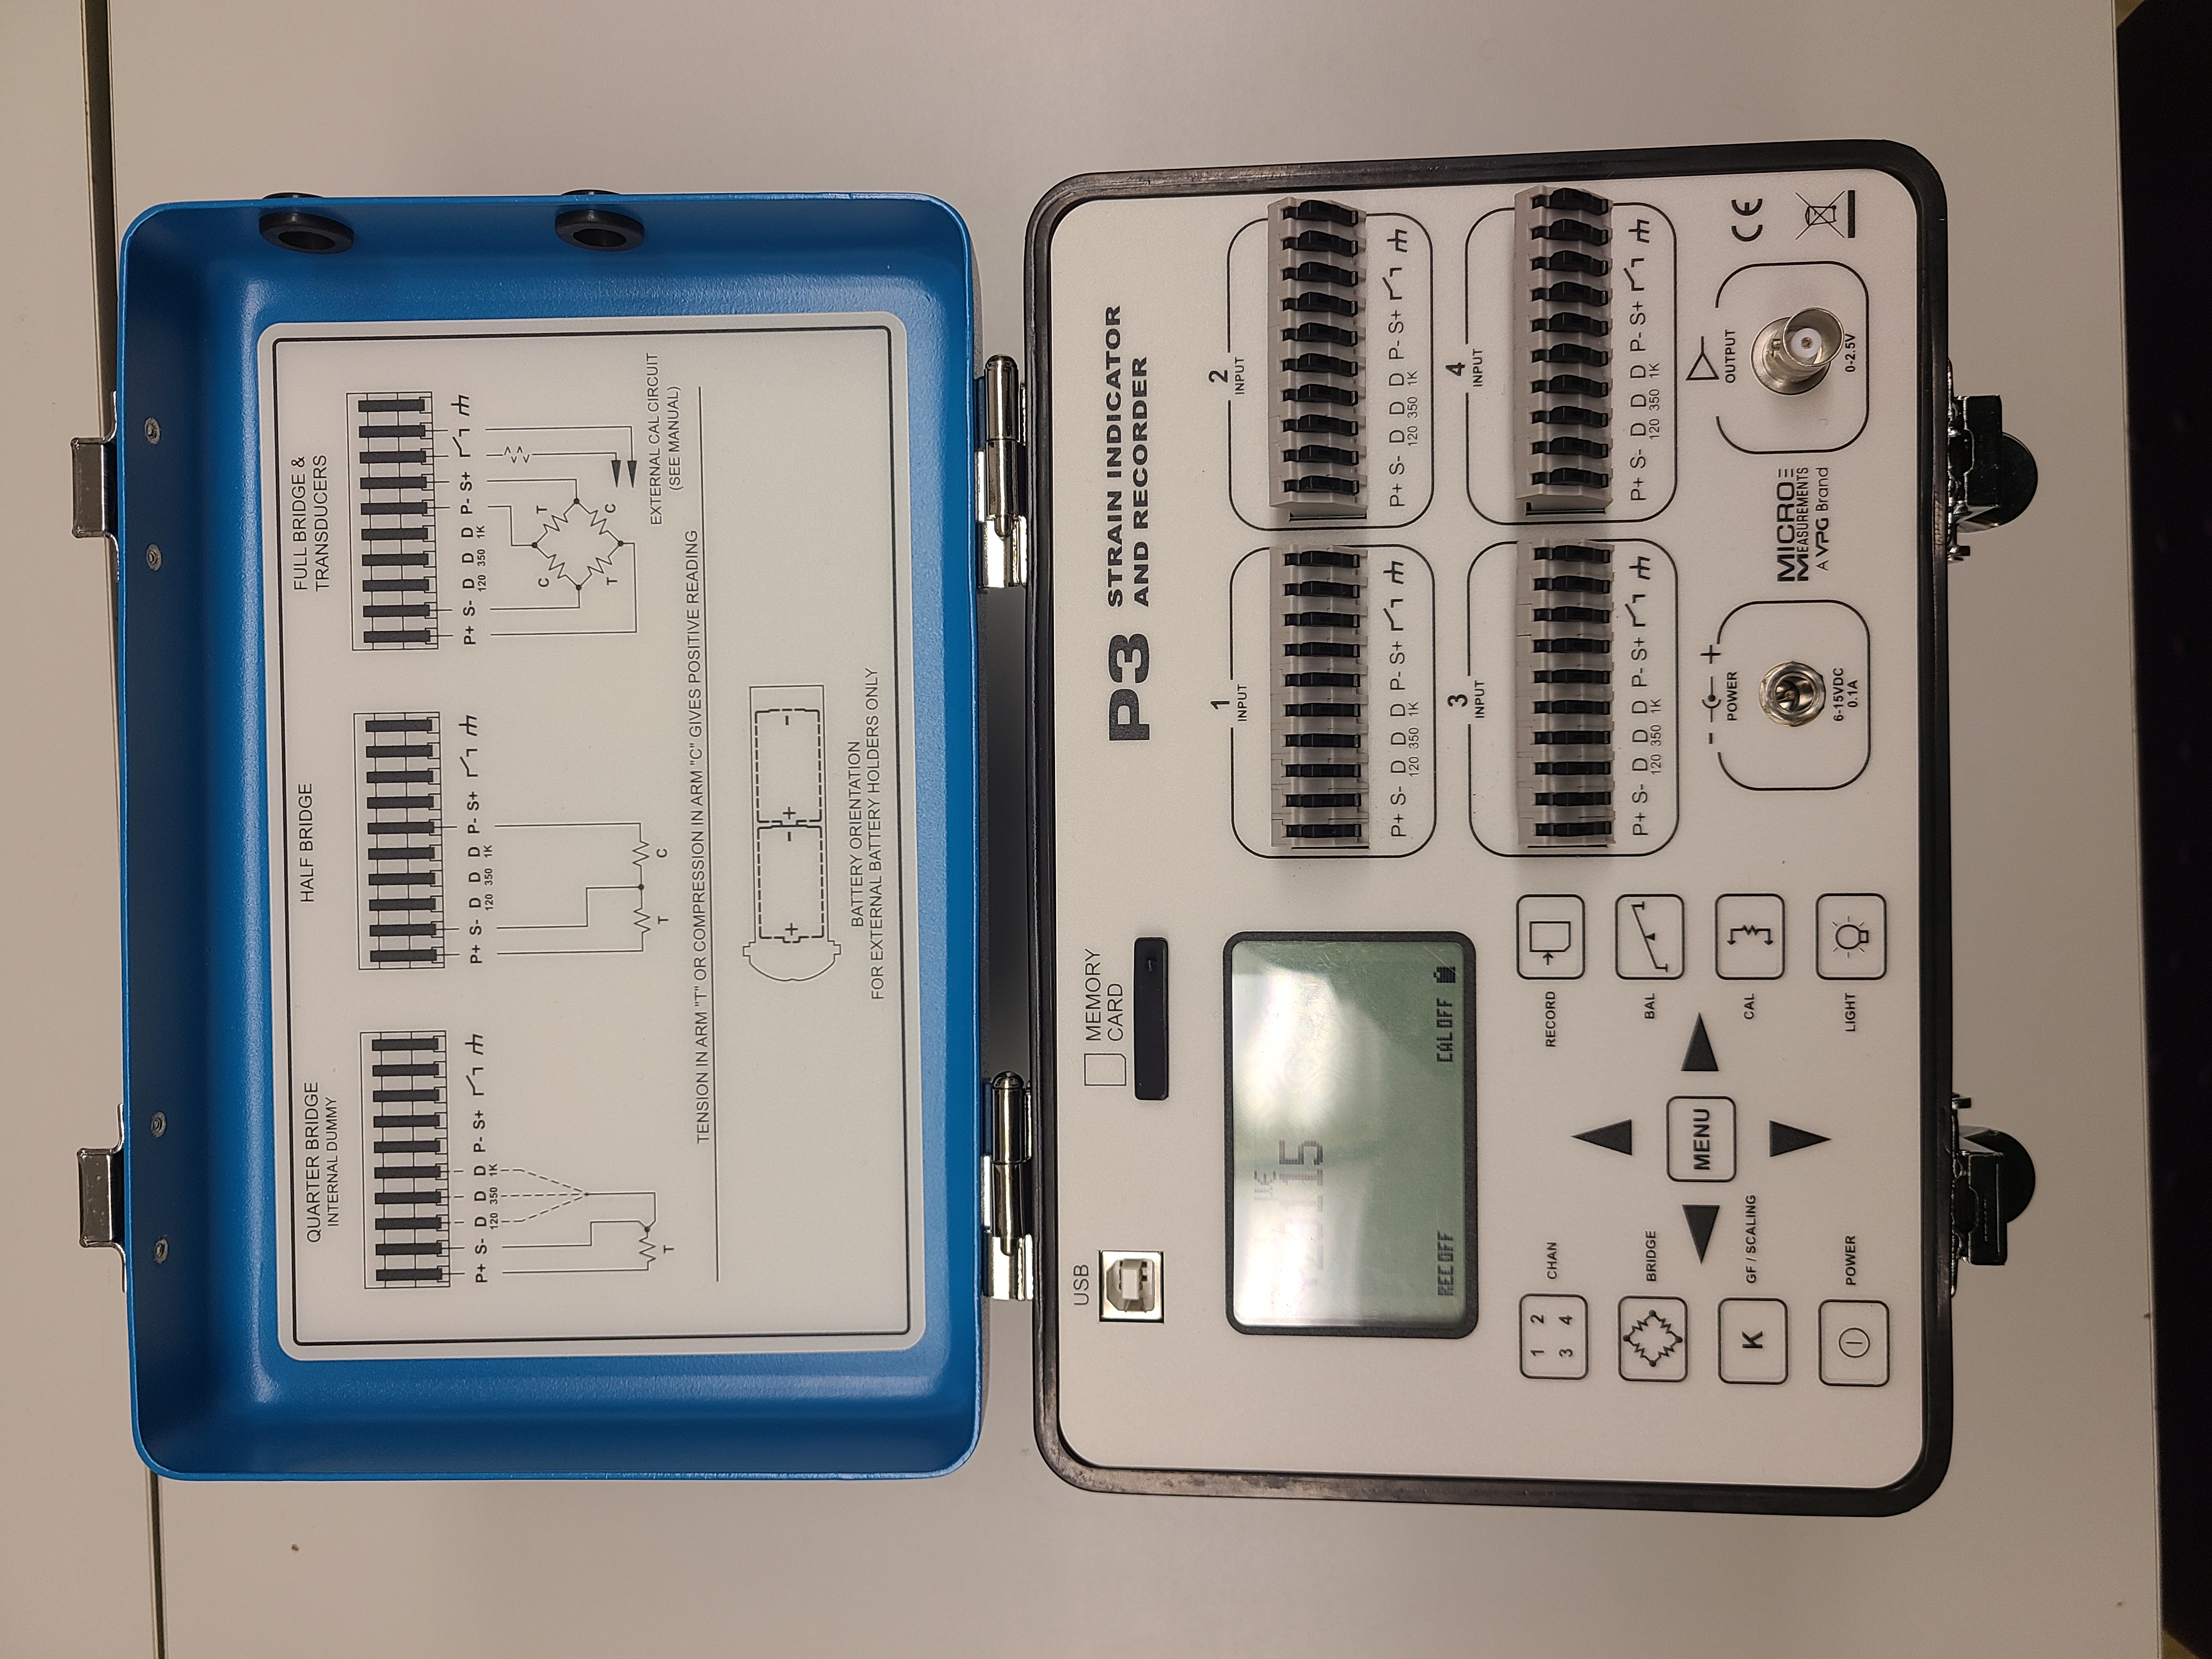 QUARTER BRIDGE
INTERNAL DUMMY
P+ S- D D D P- S+
120 350 1K
T
HALF BRIDGE
P+ S- D D D P- S+
120 350 1K
T C
FULL BRIDGE &
TRANSDUCERS
P+ S- D D D P- S+
120 350 1K
C T
T C
EXTERNAL CAL CIRCUIT
(SEE MANUAL)
TENSION IN ARM "T" OR COMPRESSION IN ARM "C" GIVES POSITIVE READING
+ - + -
BATTERY ORIENTATION
FOR EXTERNAL BATTERY HOLDERS ONLY
USB
MEMORY
CARD
P3 STRAIN INDICATOR
AND RECORDER
µε
REC OFF CAL OFF
1 2
3 4
CHAN
BRIDGE
K
GF / SCALING
POWER
MENU
RECORD
BAL
CAL
LIGHT
1
INPUT
P+ S- D D D P- S+
120 350 1K
2
INPUT
P+ S- D D D P- S+
120 350 1K
3
INPUT
P+ S- D D D P- S+
120 350 1K
4
INPUT
P+ S- D D D P- S+
120 350 1K
- +
POWER
6-15VDC
0.1A
MICRO
MEASUREMENTS
A VPG Brand
OUTPUT
0-2.5V
CE